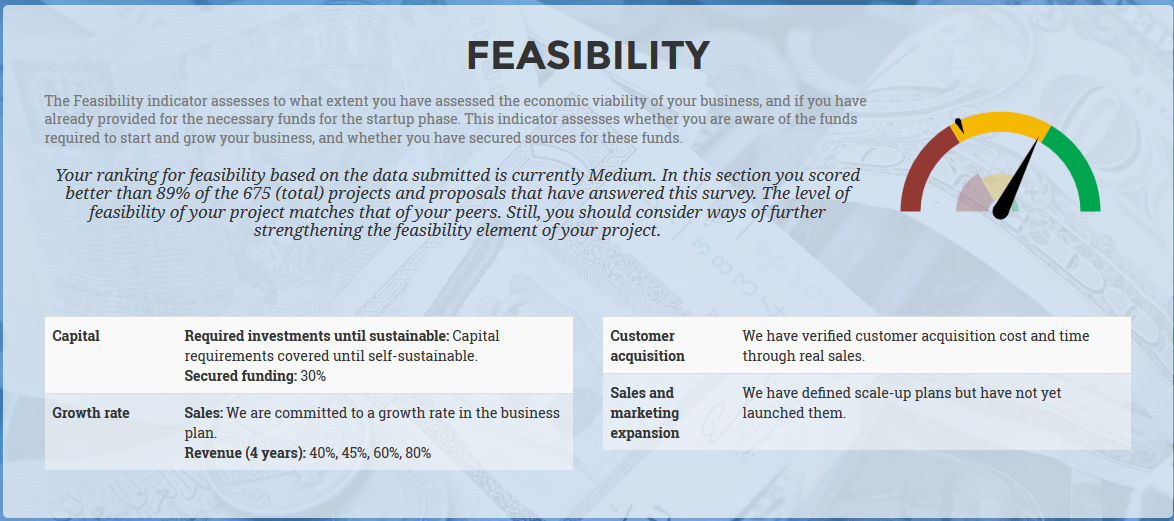 FEASIBILITY
The Feasibility indicator assesses to what extent you have assessed the economic viability of your business, and if you have
already provided for the necessary funds for the startup phase. This indicator assesses whether you are aware of the funds
required to start and grow your business, and whether you have secured sources for these funds.
Your ranking for feasibility based on the data submitted is currently Medium. In this section you scored
better than 89% of the 675 (total) projects and proposals that have answered this survey. The level of
feasibility of your project matches that of your peers. Still, you should consider ways of further
strengthening the feasibility element of your project.
Capital
Required investments until sustainable: Capital
requirements covered until self-sustainable.
Secured funding: 30%
Growth rate
Sales: We are committed to a growth rate in the business
plan.
Revenue (4 years): 40%, 45%, 60%, 80%
Customer
acquisition
We have verified customer acquisition cost and time
through real sales.
Sales and
marketing
expansion
We have defined scale-up plans but have not yet
launched them.